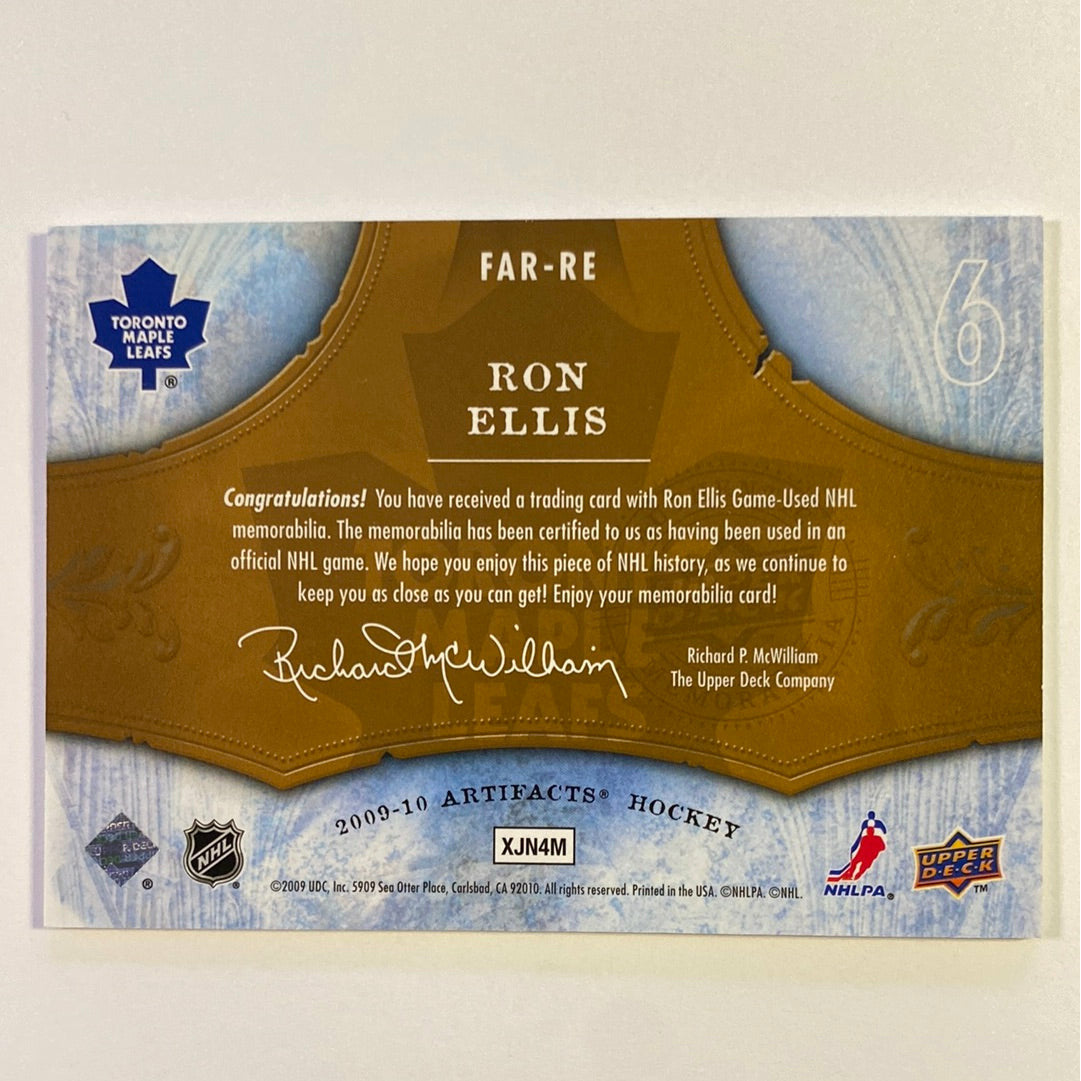 FAR-RE
6
TORONTO
MAPLE
LEAFS
®
RON
ELLIS
Congratulations! You have received a trading card with Ron Ellis Game-Used NHL
memorabilia. The memorabilia has been certified to us as having been used in an
official NHL game. We hope you enjoy this piece of NHL history, as we continue to
keep you as close as you can get! Enjoy your memorabilia card!
Richard McWilliam
Richard P. McWilliam
The Upper Deck Company
TORONTO
MAPLE
LEAFS
2009-10 ARTIFACTS® HOCKEY
XJN4M
®
NHL
®
NHLPA®
UPPER
D·E·C·K
™
©2009 UDC, Inc. 5909 Sea Otter Place, Carlsbad, CA 92010. All rights reserved. Printed in the USA. ©NHLPA. ©NHL.